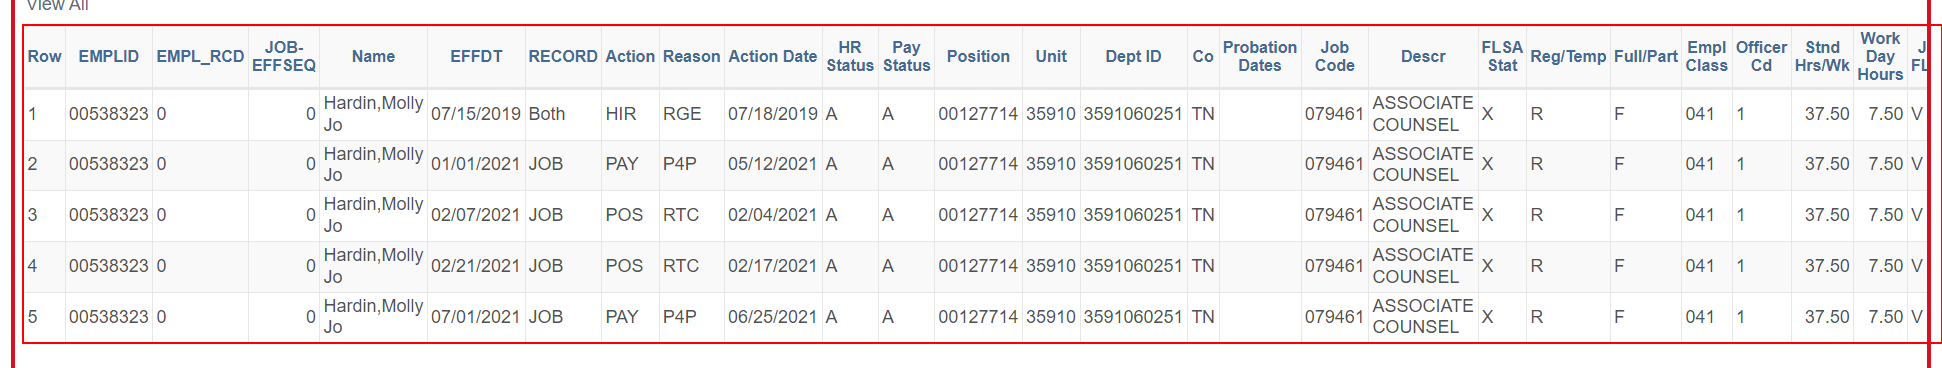 View All
Row EMPLID EMPL_RCD JOB-EFFSEQ Name EFFDT RECORD Action Reason Action Date HR Status Pay Status Position Unit Dept ID Co Probation Dates Job Code Descr FLSA Stat Reg/Temp Full/Part Empl Class Officer Cd Stnd Hrs/Wk Work Day Hours
1 00538323 0 0 Hardin,Molly Jo 07/15/2019 Both HIR RGE 07/18/2019 A A 00127714 35910 3591060251 TN 079461 ASSOCIATE COUNSEL X R F 041 1 37.50 7.50 V
2 00538323 0 0 Hardin,Molly Jo 01/01/2021 JOB PAY P4P 05/12/2021 A A 00127714 35910 3591060251 TN 079461 ASSOCIATE COUNSEL X R F 041 1 37.50 7.50 V
3 00538323 0 0 Hardin,Molly Jo 02/07/2021 JOB POS RTC 02/04/2021 A A 00127714 35910 3591060251 TN 079461 ASSOCIATE COUNSEL X R F 041 1 37.50 7.50 V
4 00538323 0 0 Hardin,Molly Jo 02/21/2021 JOB POS RTC 02/17/2021 A A 00127714 35910 3591060251 TN 079461 ASSOCIATE COUNSEL X R F 041 1 37.50 7.50 V
5 00538323 0 0 Hardin,Molly Jo 07/01/2021 JOB PAY P4P 06/25/2021 A A 00127714 35910 3591060251 TN 079461 ASSOCIATE COUNSEL X R F 041 1 37.50 7.50 V